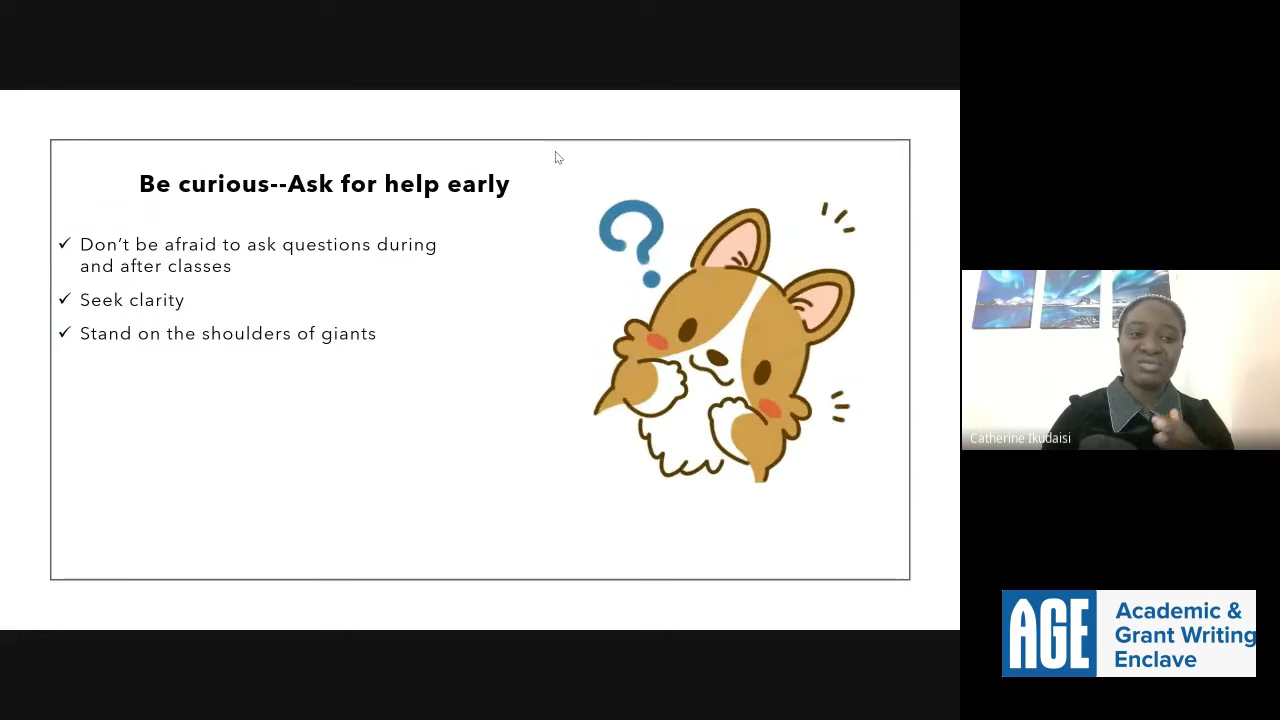 Be curious--Ask for help early
✓ Don’t be afraid to ask questions during
and after classes
✓ Seek clarity
✓ Stand on the shoulders of giants
?
Catherine Ikudaisi
AGE
Academic &
Grant Writing
Enclave